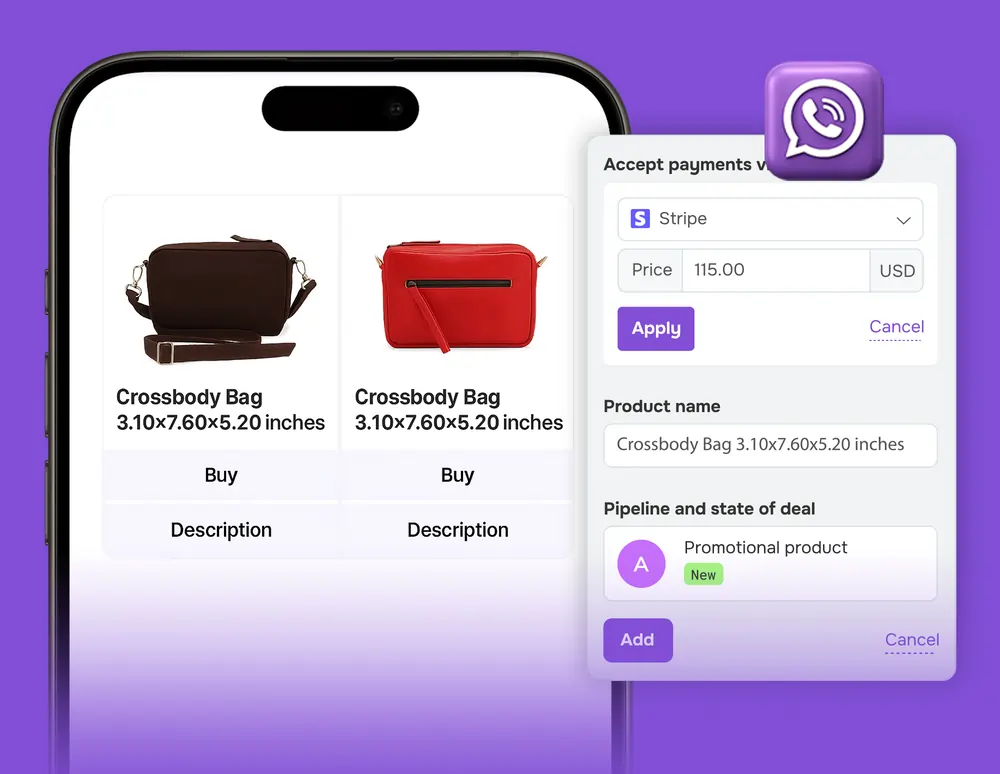 Crossbody Bag
3.10×7.60×5.20 inches
Buy
Description
Crossbody Bag
3.10×7.60×5.20 inches
Buy
Description
Accept payments
Stripe
Price
115.00
USD
Apply
Cancel
Product name
Crossbody Bag 3.10x7.60x5.20 inches
Pipeline and state of deal
A
Promotional product
New
Add
Cancel